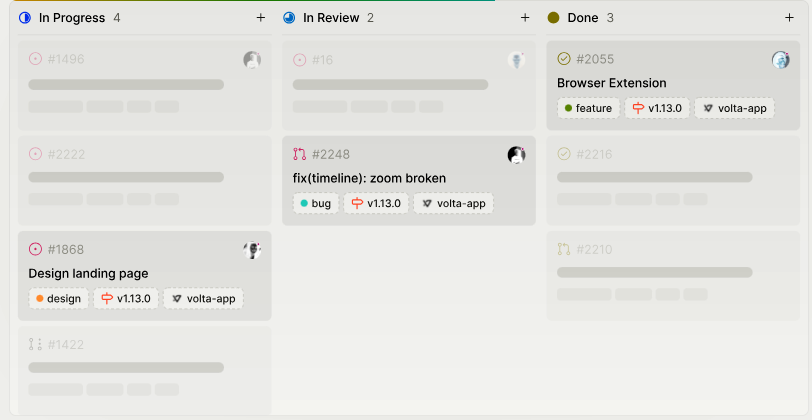 In Progress 4
#1496
#2222
#1868
Design landing page
design v1.13.0 volta-app
#1422
In Review 2
#16
#2248
fix(timeline): zoom broken
bug v1.13.0 volta-app
Done 3
#2055
Browser Extension
feature v1.13.0 volta-app
#2216
#2210